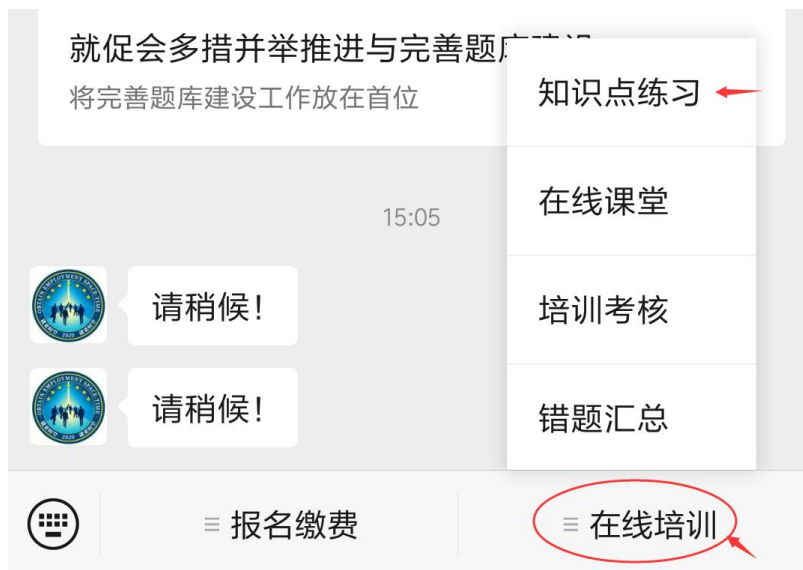 就促会多措并举推进与完善题库建设
将完善题库建设工作放在首位
知识点练习
在线课堂
15:05
请稍候！
培训考核
请稍候！
错题汇总
报名缴费
在线培训